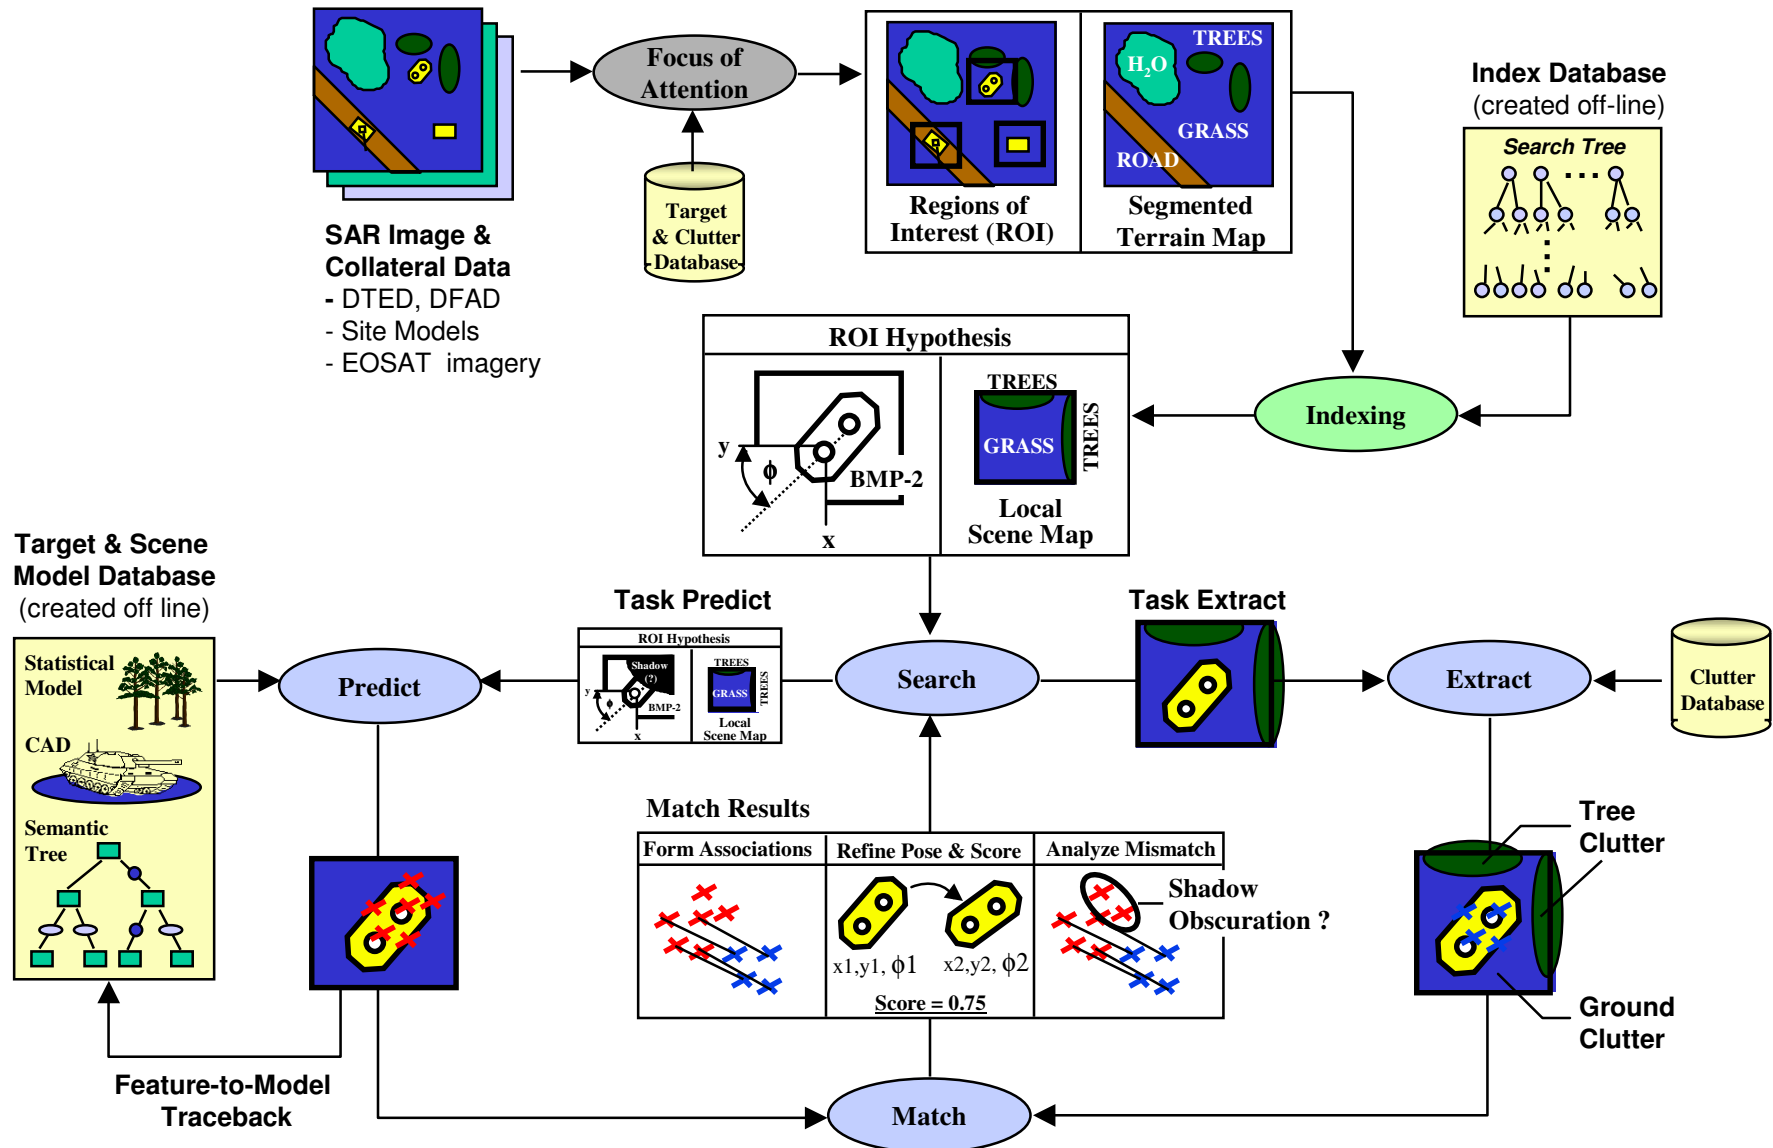 Focus of
Attention
TREES
H2O
GRASS
ROAD
Regions of
Interest (ROI)
Segmented
Terrain Map
Index Database
(created off-line)
Search Tree
Target
& Clutter
Database
SAR Image &
Collateral Data
- DTED, DFAD
- Site Models
- EOSAT imagery
ROI Hypothesis
y
ϕ
x
BMP-2
TREES
GRASS
TREES
Local
Scene Map
Indexing
Target & Scene
Model Database
(created off line)
Statistical
Model
CAD
Semantic
Tree
Predict
Task Predict
ROI Hypothesis
Shadow
(?)
y
ϕ
x
BMP-2
TREES
GRASS
TREES
Local
Scene Map
Search
Task Extract
Extract
Clutter
Database
Match Results
Form Associations
Refine Pose & Score
x1,y1, ϕ1
x2,y2, ϕ2
Score = 0.75
Analyze Mismatch
Shadow
Obscuration ?
Tree
Clutter
Ground
Clutter
Feature-to-Model
Traceback
Match